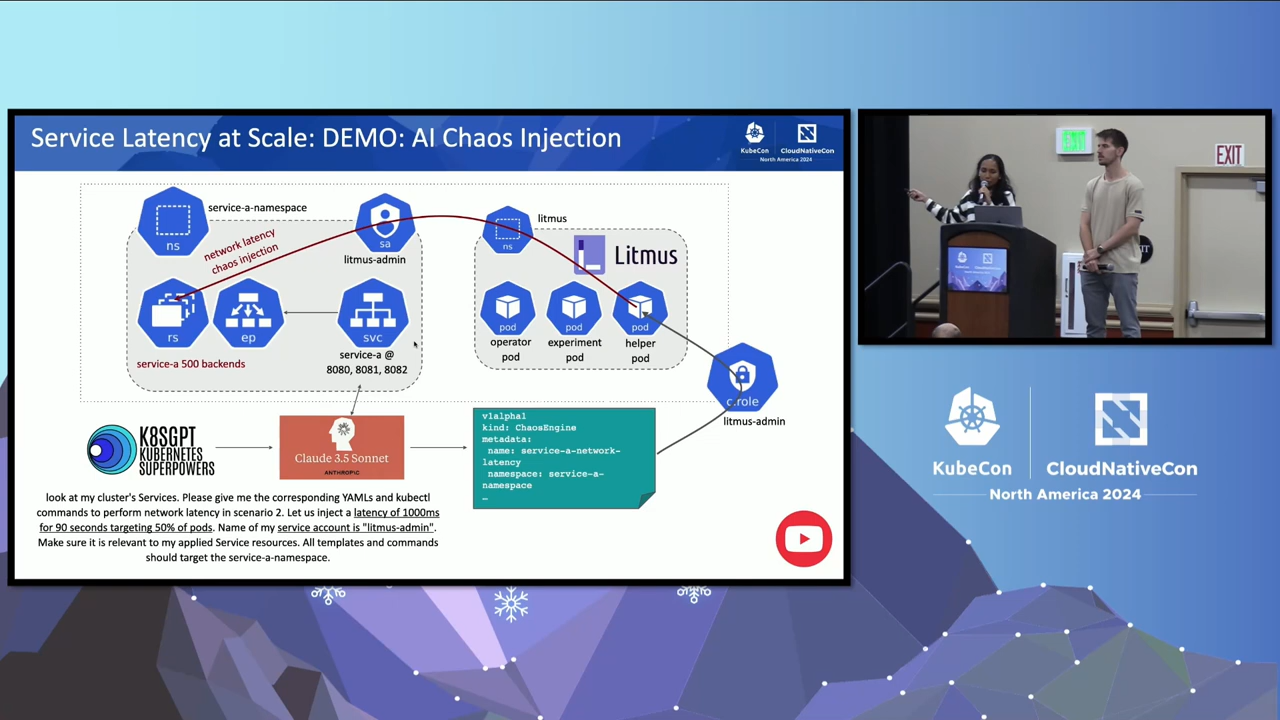 Service Latency at Scale: DEMO: AI Chaos Injection
KubeCon
CloudNativeCon
North America 2024
service-a-namespace
ns
network latency
chaos injection
sa
litmus-admin
rs
ep
svc
service-a 500 backends
service-a @
8080, 8081, 8082
litmus
ns
Litmus
pod
pod
pod
operator
pod
experiment
pod
helper
pod
c.role
litmus-admin
K8SGPT
KUBERNETES
SUPERPOWERS
Claude 3.5 Sonnet
ANTHROPIC
v1alpha1
kind: ChaosEngine
metadata:
name: service-a-network-
latency
namespace: service-a-
namespace
…
look at my cluster's Services. Please give me the corresponding YAMLs and kubectl
commands to perform network latency in scenario 2. Let us inject a latency of 1000ms
for 90 seconds targeting 50% of pods. Name of my service account is "litmus-admin".
Make sure it is relevant to my applied Service resources. All templates and commands
should target the service-a-namespace.
EXIT
EXIT
KubeCon
CloudNativeCon
KubeCon
CloudNativeCon
North America 2024